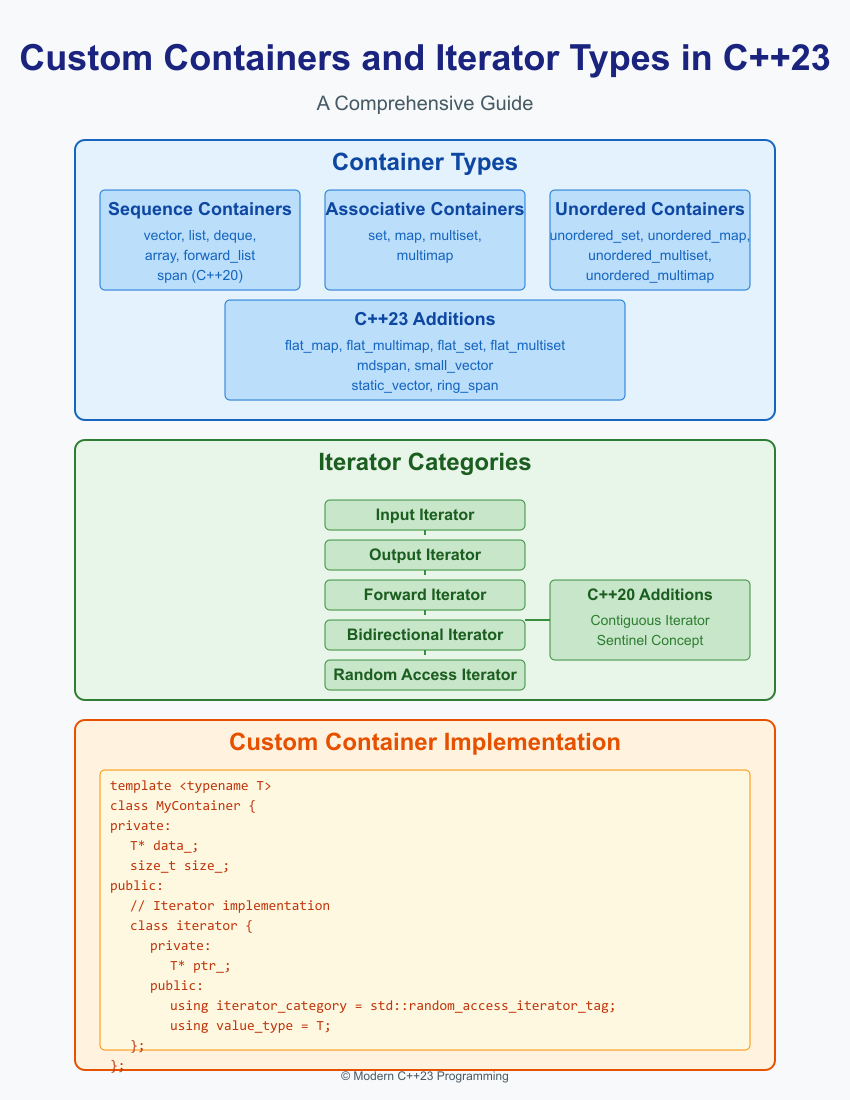 Custom Containers and Iterator Types in C++23
A Comprehensive Guide
Container Types
Sequence Containers
vector, list, deque,
array, forward_list
span (C++20)
Associative Containers
set, map, multiset,
multimap
Unordered Containers
unordered_set, unordered_map,
unordered_multiset,
unordered_multimap
C++23 Additions
flat_map, flat_multimap, flat_set, flat_multiset
mdspan, small_vector
static_vector, ring_span
Iterator Categories
Input Iterator
Output Iterator
Forward Iterator
Bidirectional Iterator
Random Access Iterator
C++20 Additions
Contiguous Iterator
Sentinel Concept
Custom Container Implementation
template <typename T>
class MyContainer {
private:
T* data_;
size_t size_;
public:
// Iterator implementation
class iterator {
private:
T* ptr_;
public:
using iterator_category = std::random_access_iterator_tag;
using value_type = T;
};
};
© Modern C++23 Programming